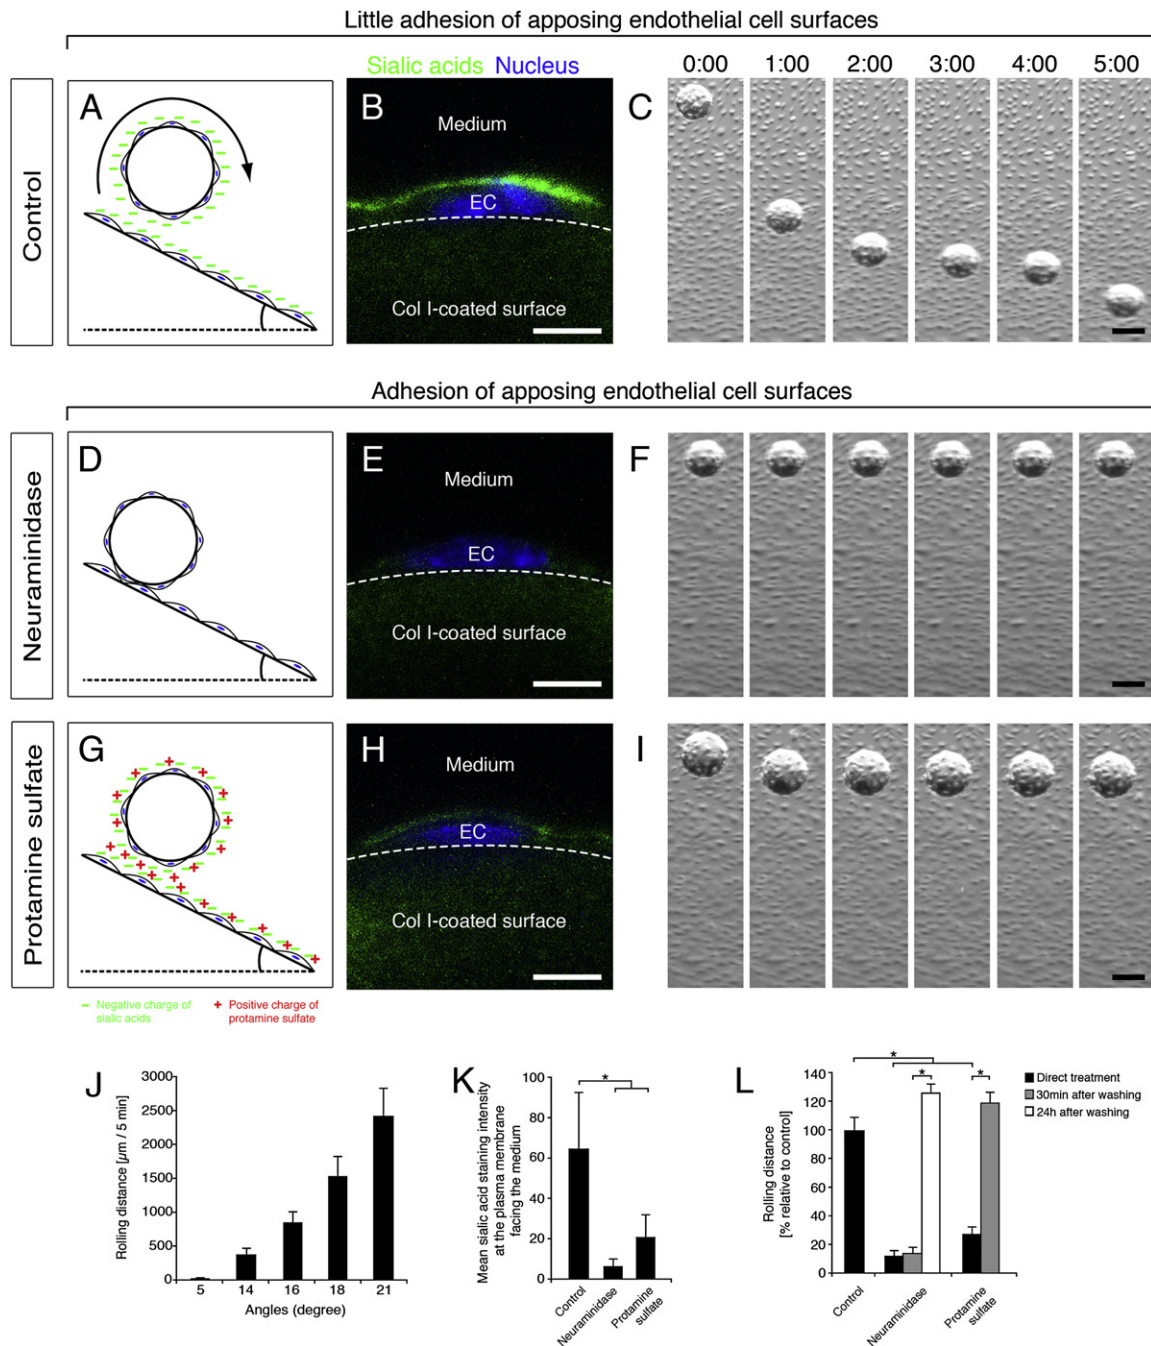 Little adhesion of apposing endothelial cell surfaces
Sialic acids Nucleus
0:00 1:00 2:00 3:00 4:00 5:00
Control
A
B
Medium
EC
Col I-coated surface
C
Adhesion of apposing endothelial cell surfaces
Neuraminidase
D
E
Medium
EC
Col I-coated surface
F
Protamine sulfate
G
H
Medium
EC
Col I-coated surface
I
− Negative charge of
sialic acids
+ Positive charge of
protamine sulfate
J
Rolling distance [µm / 5 min]
3000
2500
2000
1500
1000
500
0
5 14 16 18 21
Angles (degree)
K
Mean sialic acid staining intensity
at the plasma membrane
facing the medium
100
80
60
40
20
0
*
Control
Neuraminidase
Protamine
sulfate
L
Rolling distance
[% relative to control]
140
120
100
80
60
40
20
0
*
* *
Control
Neuraminidase
Protamine
sulfate
Direct treatment
30min after washing
24h after washing